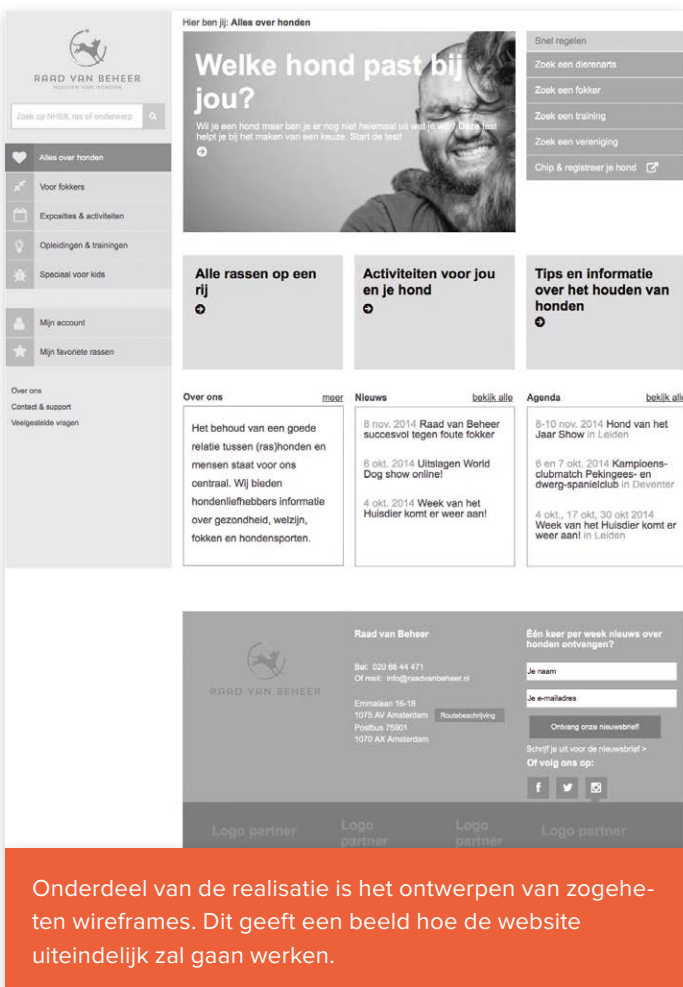 RAAD VAN BEHEER
HOUDEN VAN HONDEN
Zoek op NHSB, ras of onderwerp
Alles over honden
Voor fokkers
Exposities & activiteiten
Opleidingen & trainingen
Speciaal voor kids
Mijn account
Mijn favoriete rassen
Over ons
Contact & support
Veelgestelde vragen
Hier ben jij: Alles over honden
Welke hond past bij
jou?
Wil je een hond maar ben je er nog niet helemaal uit wat je wilt? Deze test
helpt je bij het maken van een keuze. Start de test!
Snel regelen
Zoek een dierenarts
Zoek een fokker
Zoek een training
Zoek een vereniging
Chip & registreer je hond
Alle rassen op een
rij
Activiteiten voor jou
en je hond
Tips en informatie
over het houden van
honden
Over ons meer
Het behoud van een goede
relatie tussen (ras)honden en
mensen staat voor ons
centraal. Wij bieden
hondenliefhebbers informatie
over gezondheid, welzijn,
fokken en hondensporten.
Nieuws bekijk alle
8 nov. 2014 Raad van Beheer
succesvol tegen foute fokker
6 okt. 2014 Uitslagen World
Dog show online!
4 okt. 2014 Week van het
Huisdier komt er weer aan!
Agenda bekijk alle
8-10 nov. 2014 Hond van het
Jaar Show in Leiden
6 en 7 okt. 2014 Kampioens-
clubmatch Pekingees- en
dwerg-spanielclub in Deventer
4 okt., 17 okt, 30 okt 2014
Week van het Huisdier komt er
weer aan! in Leiden
RAAD VAN BEHEER
Raad van Beheer
Bel: 020 66 44 471
Of mail: info@raadvanbeheer.nl
Emmalaan 16-18
1075 AV Amsterdam Routebeschrijving
Postbus 75901
1070 AX Amsterdam
Één keer per week nieuws over
honden ontvangen?
Je naam
Je e-mailadres
Ontvang onze nieuwsbrief!
Schrijf je uit voor de nieuwsbrief >
Of volg ons op:
Logo partner
Logo
partner
Logo
partner
Logo partner
Onderdeel van de realisatie is het ontwerpen van zogehe-
ten wireframes. Dit geeft een beeld hoe de website
uiteindelijk zal gaan werken.